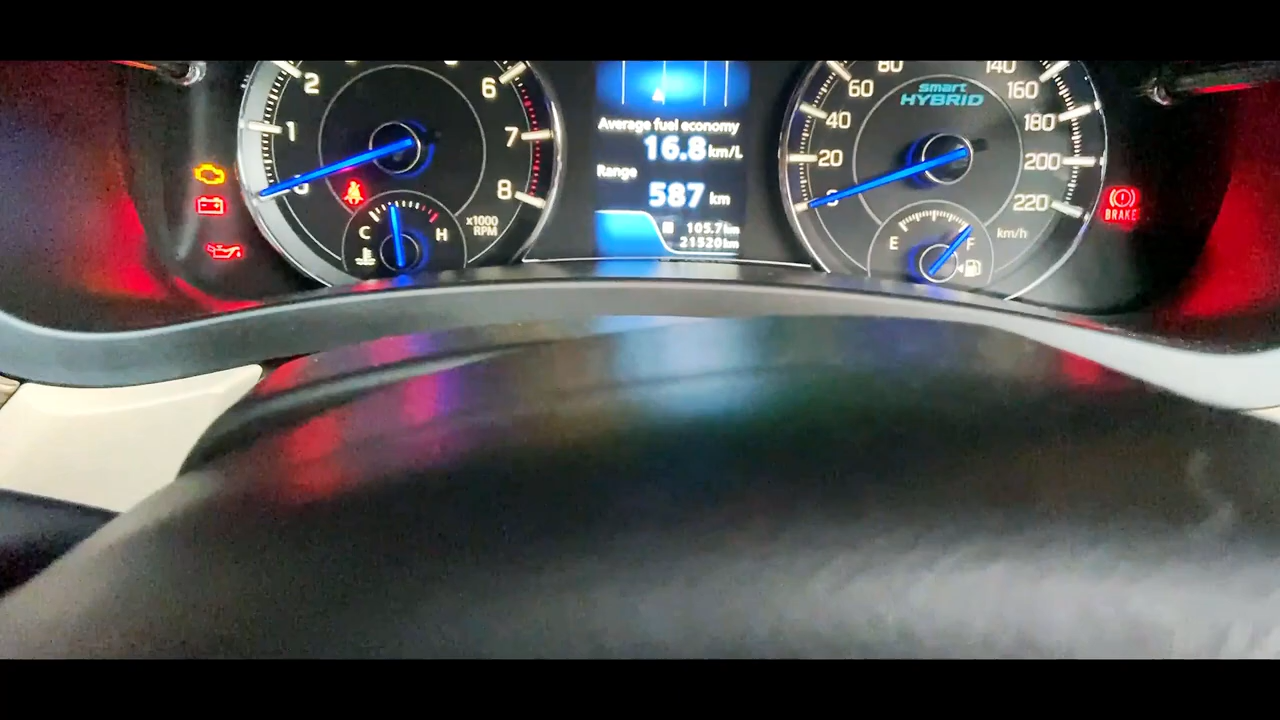 2
1
6
7
8
x1000
RPM
C
H
Average fuel economy
16.8 km/L
Range
587 km
105.7 km
21520 km
smart
HYBRID
20
40
60
80
140
160
180
200
220
km/h
E
F
BRAKE